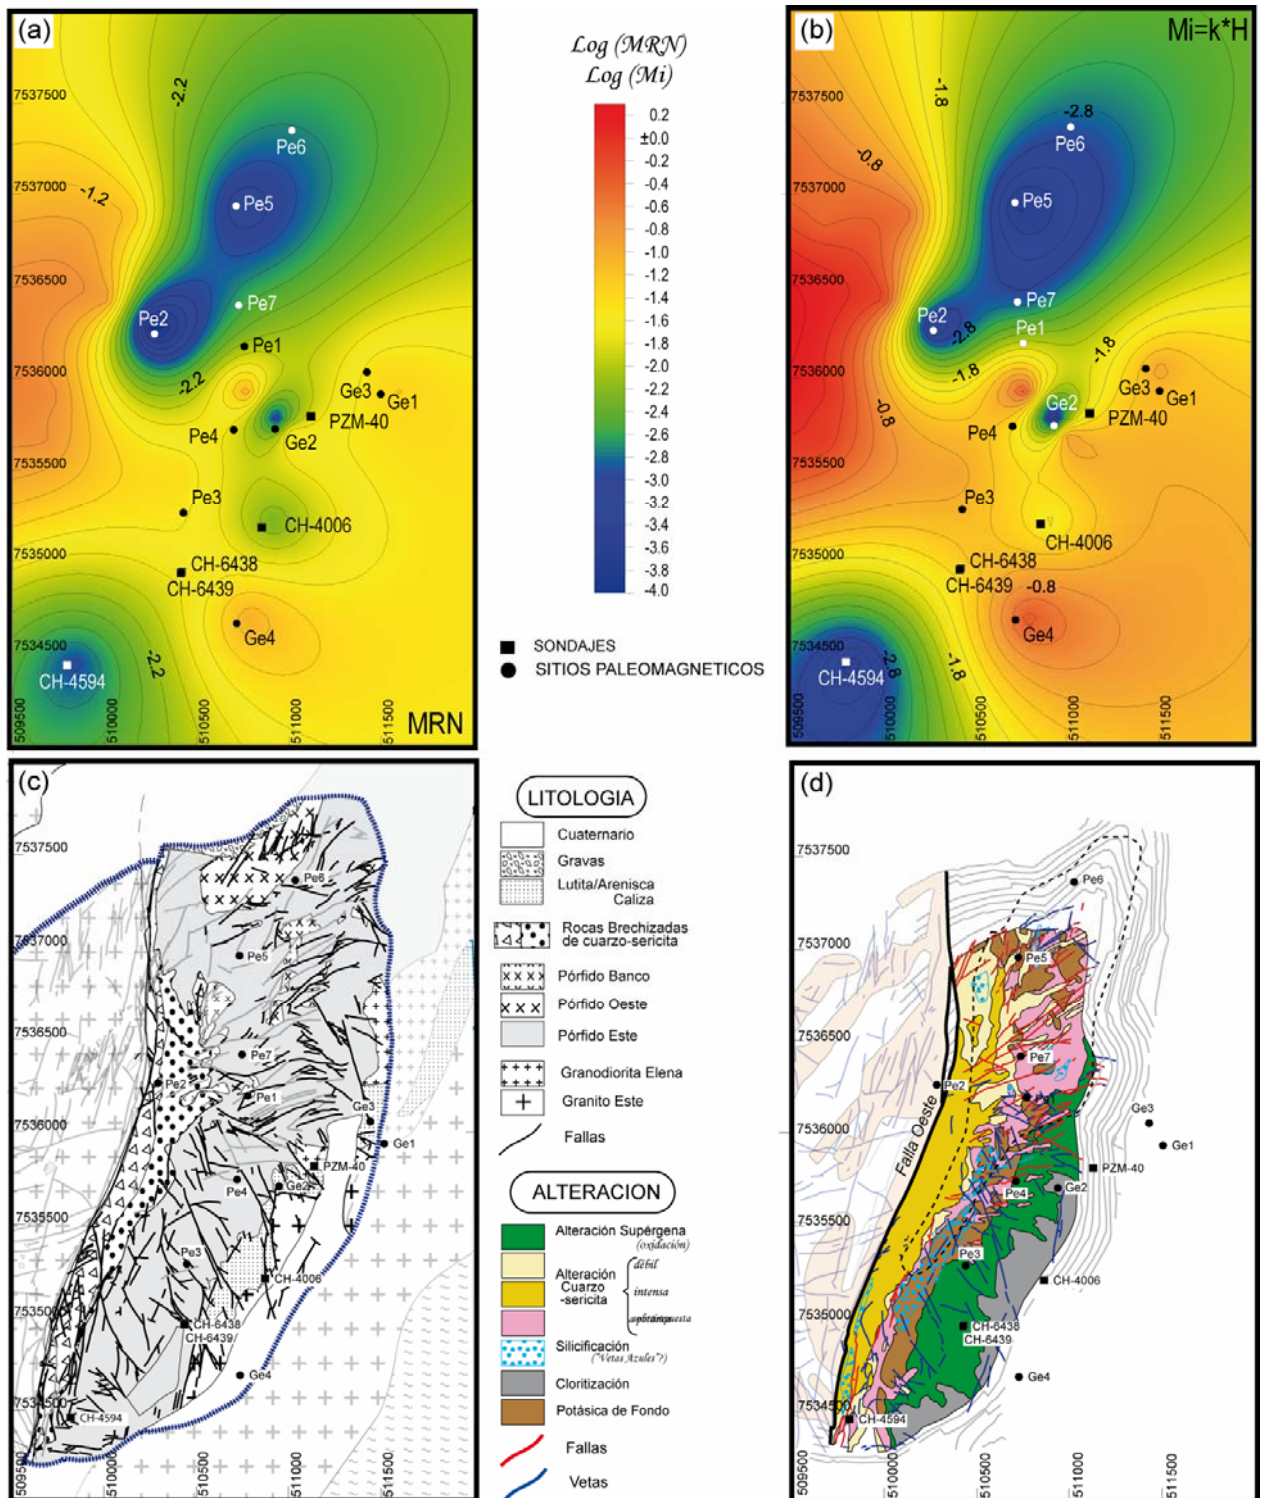 (a)
7537500
7537000
7536500
7536000
7535500
7535000
7534500
509500
510000
510500
511000
511500
-2.2
-1.2
-2.2
-2.2
Pe6
Pe5
Pe7
Pe2
Pe1
Ge3
Ge1
PZM-40
Pe4
Ge2
Pe3
CH-4006
CH-6438
CH-6439
Ge4
CH-4594
MRN
Log (MRN)
Log (Mi)
0.2
±0.0
-0.2
-0.4
-0.6
-0.8
-1.0
-1.2
-1.4
-1.6
-1.8
-2.0
-2.2
-2.4
-2.6
-2.8
-3.0
-3.2
-3.4
-3.6
-3.8
-4.0
SONDAJES
SITIOS PALEOMAGNETICOS
(b)
Mi=k*H
7537500
7537000
7536500
7536000
7535500
7535000
7534500
509500
510000
510500
511000
511500
-1.8
-2.8
-0.8
-2.8
-1.8
-1.8
-0.8
-0.8
-2.8
-1.8
Pe6
Pe5
Pe7
Pe2
Pe1
Ge3
Ge1
Ge2
PZM-40
Pe4
Pe3
CH-4006
CH-6438
CH-6439
Ge4
CH-4594
(c)
7537500
7537000
7536500
7536000
7535500
7535000
7534500
509500
510000
510500
511000
511500
Pe6
Pe5
Pe7
Pe2
Pe1
Ge3
Ge1
PZM-40
Pe4
Ge2
Pe3
CH-4006
CH-6438
CH-6439
Ge4
CH-4594
LITOLOGIA
Cuaternario
Gravas
Lutita/Arenisca
Caliza
Rocas Brechizadas
de cuarzo-sericita
Pórfido Banco
Pórfido Oeste
Pórfido Este
Granodiorita Elena
Granito Este
Fallas
ALTERACION
Alteración Supérgena
(oxidación)
Alteración
Cuarzo
-sericita
débil
intensa
Silicificación
("Vetas Azules"?)
Cloritización
Potásica de Fondo
Fallas
Vetas
(d)
7537500
7537000
7536500
7536000
7535500
7535000
7534500
509500
510000
510500
511000
511500
Falla Oeste
Pe6
Pe5
Pe7
Pe2
Ge3
Ge1
PZM-40
Pe4
Ge2
Pe3
CH-4006
CH-6438
CH-6439
Ge4
CH-4594